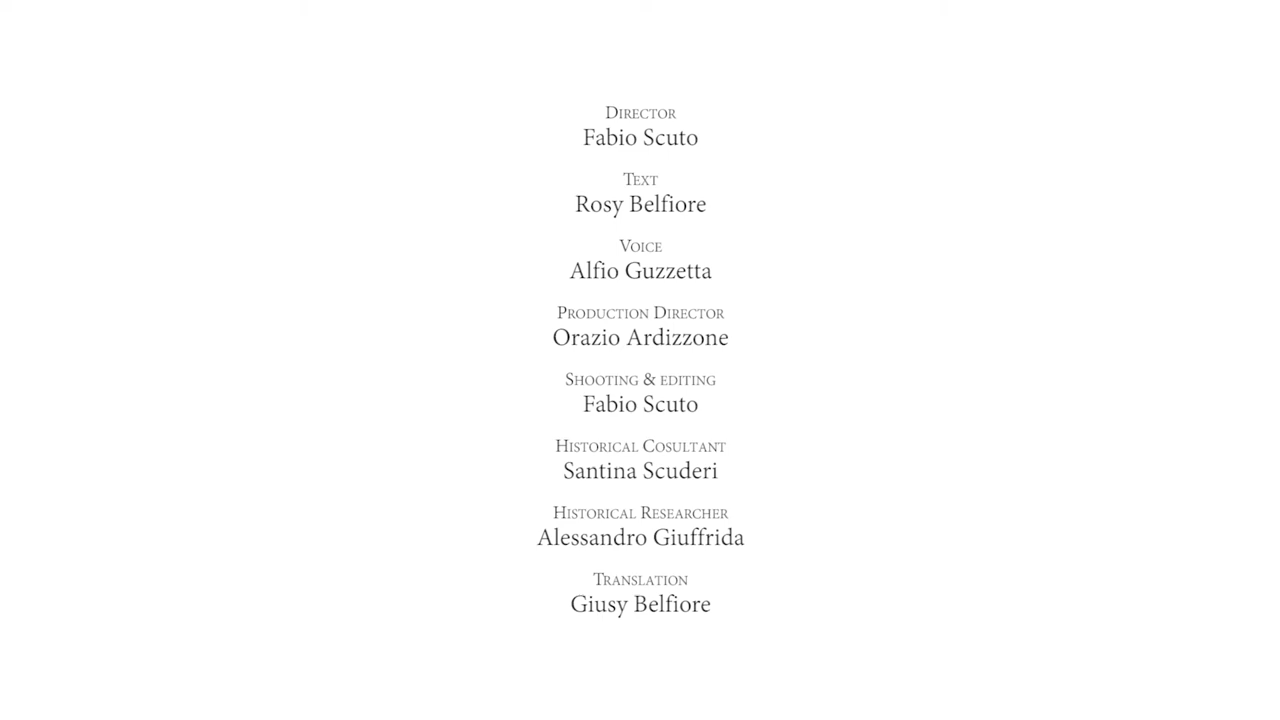 Director
Fabio Scuto
Text
Rosy Belfiore
Voice
Alfio Guzzetta
Production Director
Orazio Ardizzone
Shooting & editing
Fabio Scuto
Historical Cosultant
Santina Scuderi
Historical Researcher
Alessandro Giuffrida
Translation
Giusy Belfiore